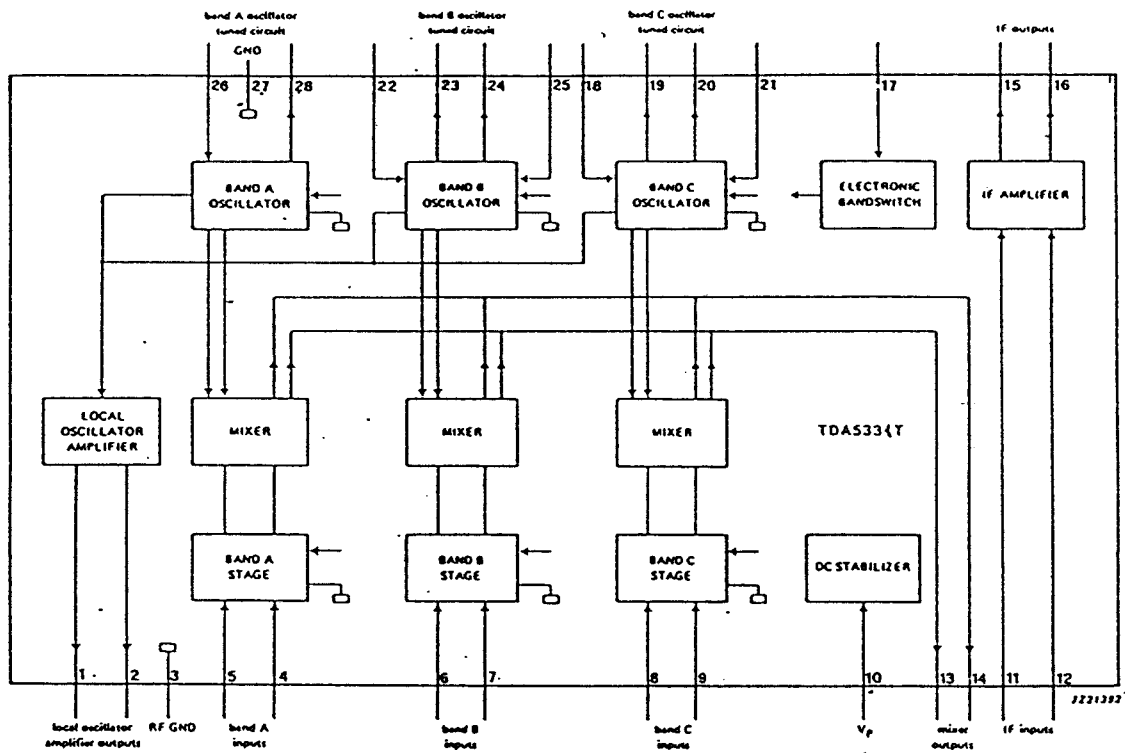 band A oscillator
tuned circuit
band B oscillator
tuned circuit
band C oscillator
tuned circuit
IF outputs
GND
26 27 28 22 23 24 25 18 19 20 21 17 15 16
BAND A
OSCILLATOR
BAND B
OSCILLATOR
BAND C
OSCILLATOR
ELECTRONIC
BANDSWITCH
IF AMPLIFIER
LOCAL
OSCILLATOR
AMPLIFIER
MIXER
MIXER
MIXER
BAND A
STAGE
BAND B
STAGE
BAND C
STAGE
DC STABILIZER
1 2 3 5 4 6 7 8 9 10 13 14 11 12
local oscillator
amplifier outputs
RF GND
band A
inputs
band B
inputs
band C
inputs
VP
mixer
outputs
IF inputs